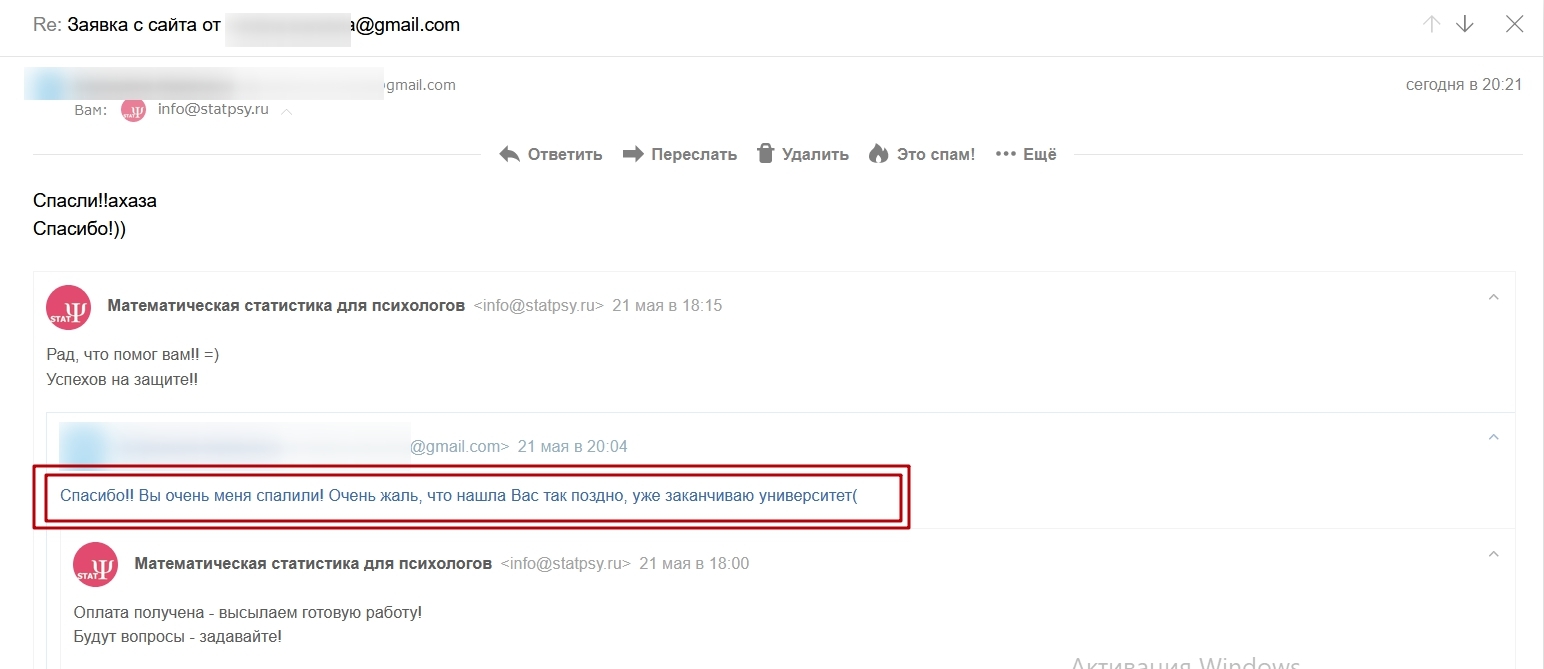 Re: Заявка с сайта от a@gmail.com
gmail.com
сегодня в 20:21
Вам: info@statpsy.ru
Ответить Переслать Удалить Это спам! Ещё
Спасли!!ахаза
Спасибо!))
STAT Ψ Математическая статистика для психологов <info@statpsy.ru> 21 мая в 18:15
Рад, что помог вам!! =)
Успехов на защите!!
@gmail.com> 21 мая в 20:04
Спасибо!! Вы очень меня спалили! Очень жаль, что нашла Вас так поздно, уже заканчиваю университет(
STAT Ψ Математическая статистика для психологов <info@statpsy.ru> 21 мая в 18:00
Оплата получена - высылаем готовую работу!
Будут вопросы - задавайте!
Активация Windows